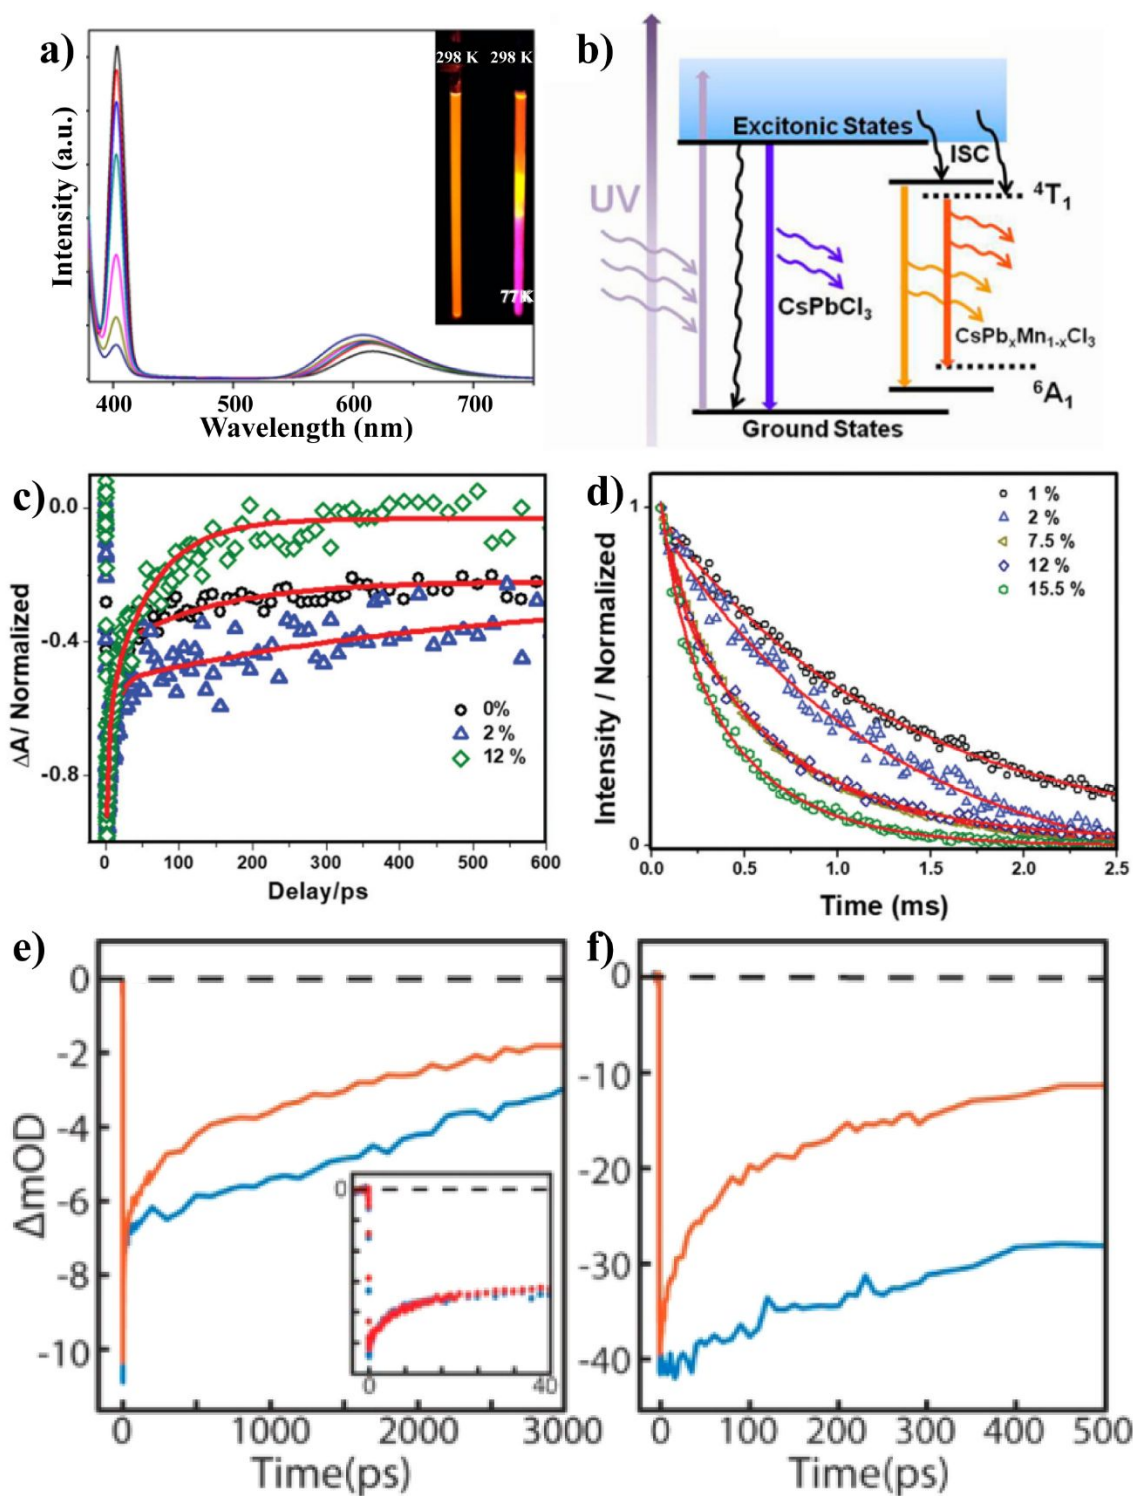 a)
298 K 298 K
77 K
Intensity (a.u.)
400 500 600 700
Wavelength (nm)
b)
Excitonic States
ISC
UV
⁴T₁
CsPbCl₃
CsPbₓMn₁₋ₓCl₃
⁶A₁
Ground States
c)
0.0
-0.4
-0.8
ΔA/ Normalized
0%
2 %
12 %
0 100 200 300 400 500 600
Delay/ps
d)
1 %
2 %
7.5 %
12 %
15.5 %
1
0
Intensity / Normalized
0.0 0.5 1.0 1.5 2.0 2.5
Time (ms)
e)
0
-2
-4
-6
-8
-10
ΔmOD
0
0 40
0 1000 2000 3000
Time(ps)
f)
0
-10
-20
-30
-40
0 100 200 300 400 500
Time(ps)